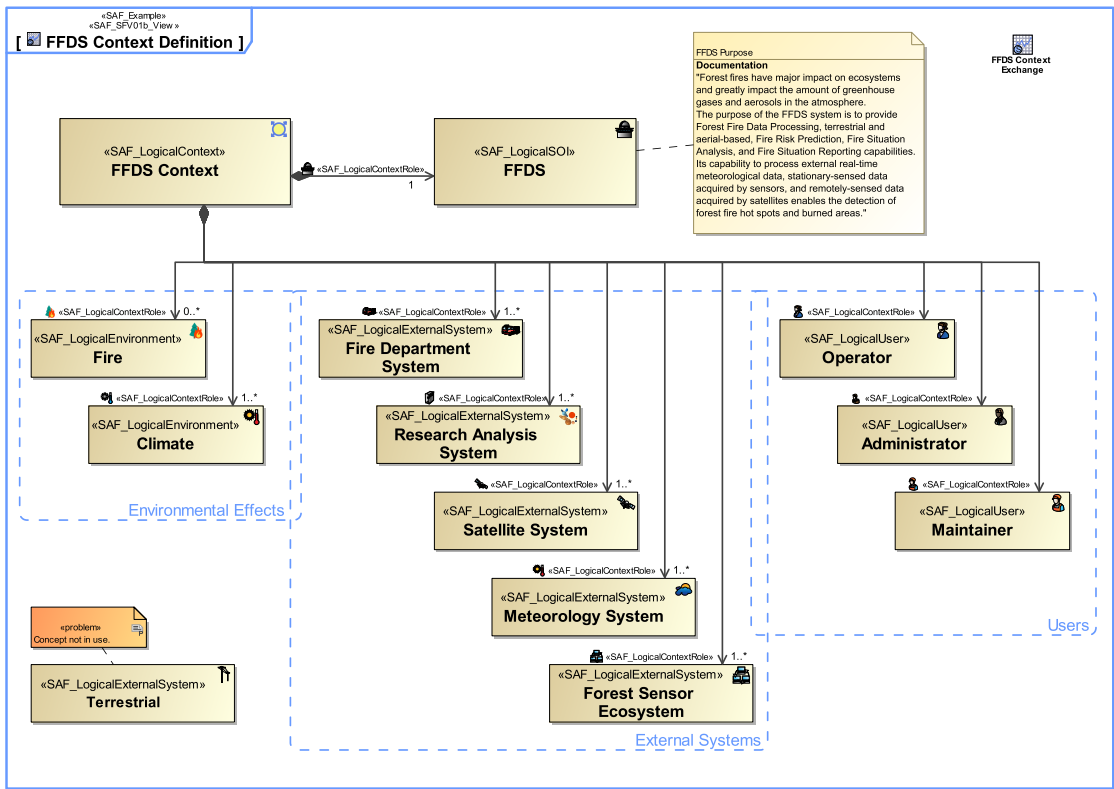 «SAF_Example»
«SAF_SFV01b_View »
[ FFDS Context Definition ]
FFDS Context
Exchange
FFDS Purpose
Documentation
"Forest fires have major impact on ecosystems
and greatly impact the amount of greenhouse
gases and aerosols in the atmosphere.
The purpose of the FFDS system is to provide
Forest Fire Data Processing, terrestrial and
aerial-based, Fire Risk Prediction, Fire Situation
Analysis, and Fire Situation Reporting capabilities.
Its capability to process external real-time
meteorological data, stationary-sensed data
acquired by sensors, and remotely-sensed data
acquired by satellites enables the detection of
forest fire hot spots and burned areas."
«SAF_LogicalContext»
FFDS Context
«SAF_LogicalContextRole»
1
«SAF_LogicalSOI»
FFDS
«SAF_LogicalContextRole» 0..*
«SAF_LogicalEnvironment»
Fire
«SAF_LogicalContextRole» 1..*
«SAF_LogicalEnvironment»
Climate
Environmental Effects
«SAF_LogicalContextRole» 1..*
«SAF_LogicalExternalSystem»
Fire Department
System
«SAF_LogicalContextRole» 1..*
«SAF_LogicalExternalSystem»
Research Analysis
System
«SAF_LogicalContextRole» 1..*
«SAF_LogicalExternalSystem»
Satellite System
«SAF_LogicalContextRole» 1..*
«SAF_LogicalExternalSystem»
Meteorology System
«SAF_LogicalContextRole» 1..*
«SAF_LogicalExternalSystem»
Forest Sensor
Ecosystem
External Systems
«SAF_LogicalContextRole»
«SAF_LogicalUser»
Operator
«SAF_LogicalContextRole»
«SAF_LogicalUser»
Administrator
«SAF_LogicalContextRole»
«SAF_LogicalUser»
Maintainer
Users
«problem»
Concept not in use.
«SAF_LogicalExternalSystem»
Terrestrial